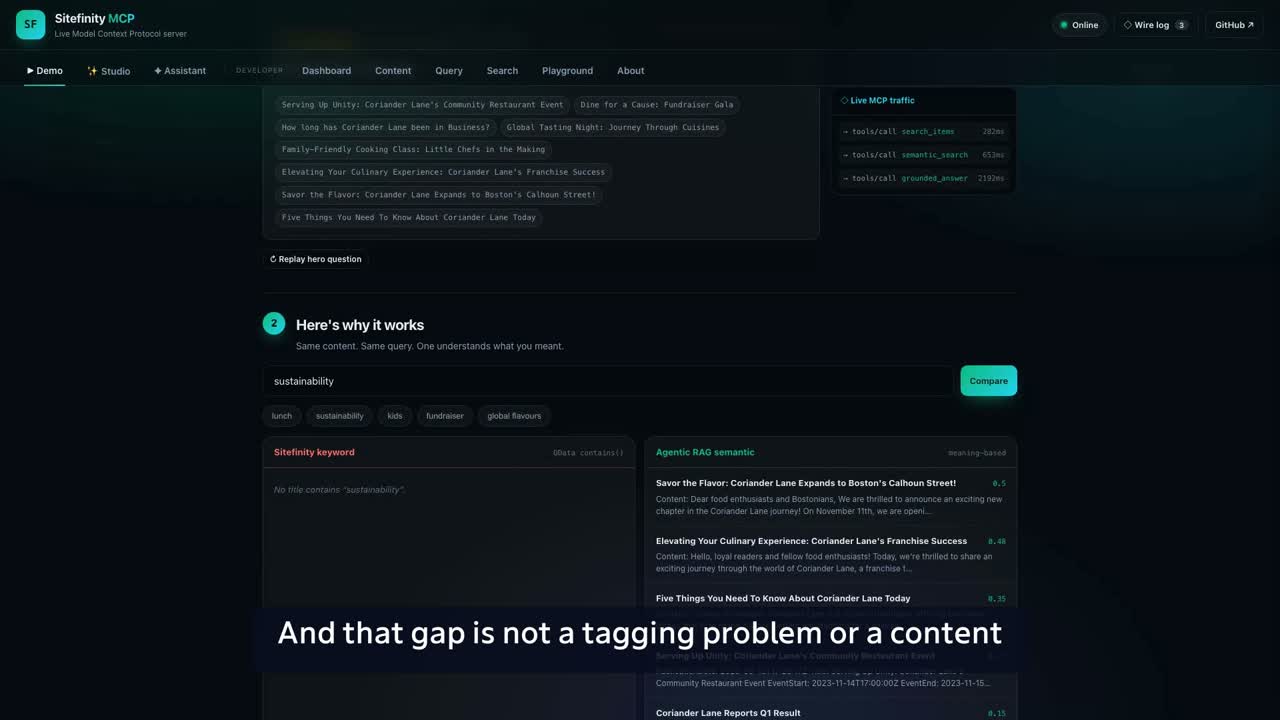 SF
Sitefinity MCP
Live Model Context Protocol server
Online
Wire log 3
GitHub ↗
▶ Demo
✨ Studio
✦ Assistant
DEVELOPER
Dashboard
Content
Query
Search
Playground
About
Serving Up Unity: Coriander Lane's Community Restaurant Event
Dine for a Cause: Fundraiser Gala
How long has Coriander Lane been in Business?
Global Tasting Night: Journey Through Cuisines
Family-Friendly Cooking Class: Little Chefs in the Making
Elevating Your Culinary Experience: Coriander Lane's Franchise Success
Savor the Flavor: Coriander Lane Expands to Boston's Calhoun Street!
Five Things You Need To Know About Coriander Lane Today
◇ Live MCP traffic
→ tools/call search_items 282ms
→ tools/call semantic_search 653ms
→ tools/call grounded_answer 2192ms
↻ Replay hero question
2
Here's why it works
Same content. Same query. One understands what you meant.
sustainability
Compare
lunch
sustainability
kids
fundraiser
global flavours
Sitefinity keyword
OData contains()
No title contains "sustainability".
Agentic RAG semantic
meaning-based
Savor the Flavor: Coriander Lane Expands to Boston's Calhoun Street! 0.5
Content: Dear food enthusiasts and Bostonians, We are thrilled to announce an exciting new
chapter in the Coriander Lane journey! On November 11th, we are openi...
Elevating Your Culinary Experience: Coriander Lane's Franchise Success 0.48
Content: Hello, loyal readers and fellow food enthusiasts! Today, we're thrilled to share an
exciting journey through the world of Coriander Lane, a franchise t...
Five Things You Need To Know About Coriander Lane Today 0.35
And that gap is not a tagging problem or a content
Serving Up Unity: Coriander Lane's Community Restaurant Event
Community Restaurant Event EventStart: 2023-11-14T17:00:00Z EventEnd: 2023-11-15...
Coriander Lane Reports Q1 Result 0.15